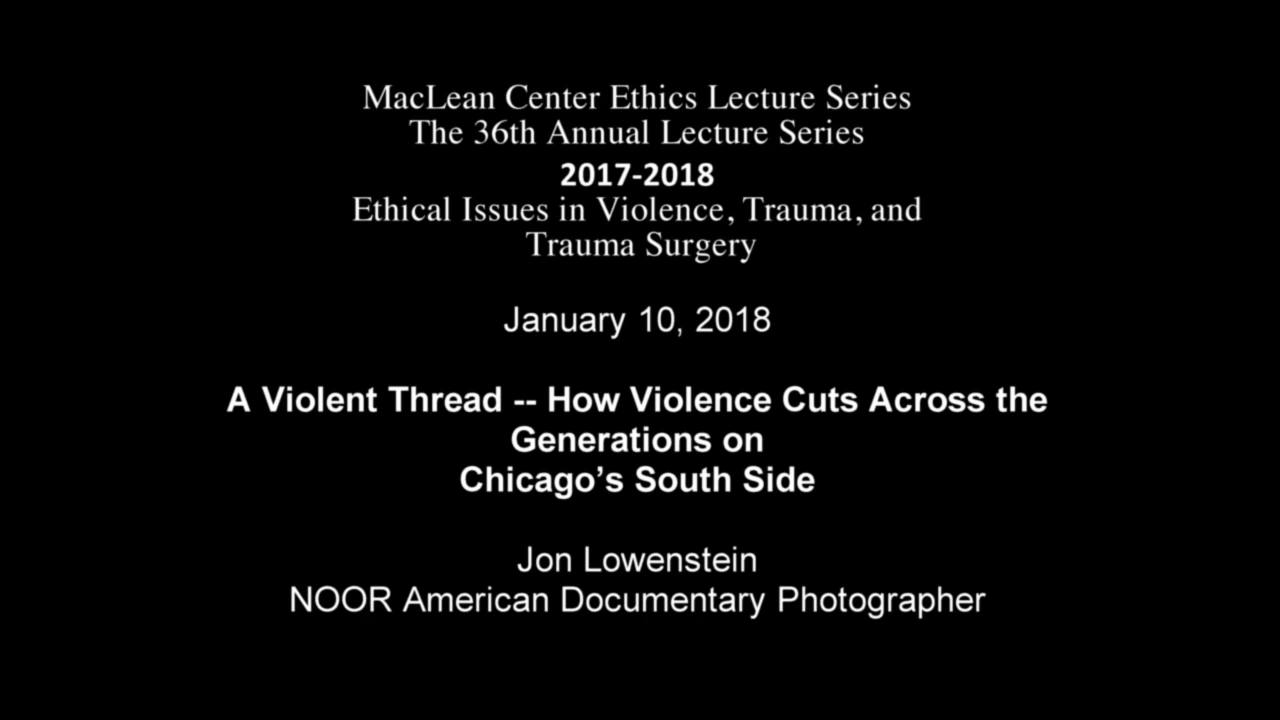 MacLean Center Ethics Lecture Series
The 36th Annual Lecture Series
2017-2018
Ethical Issues in Violence, Trauma, and
Trauma Surgery
January 10, 2018
A Violent Thread -- How Violence Cuts Across the
Generations on
Chicago’s South Side
Jon Lowenstein
NOOR American Documentary Photographer